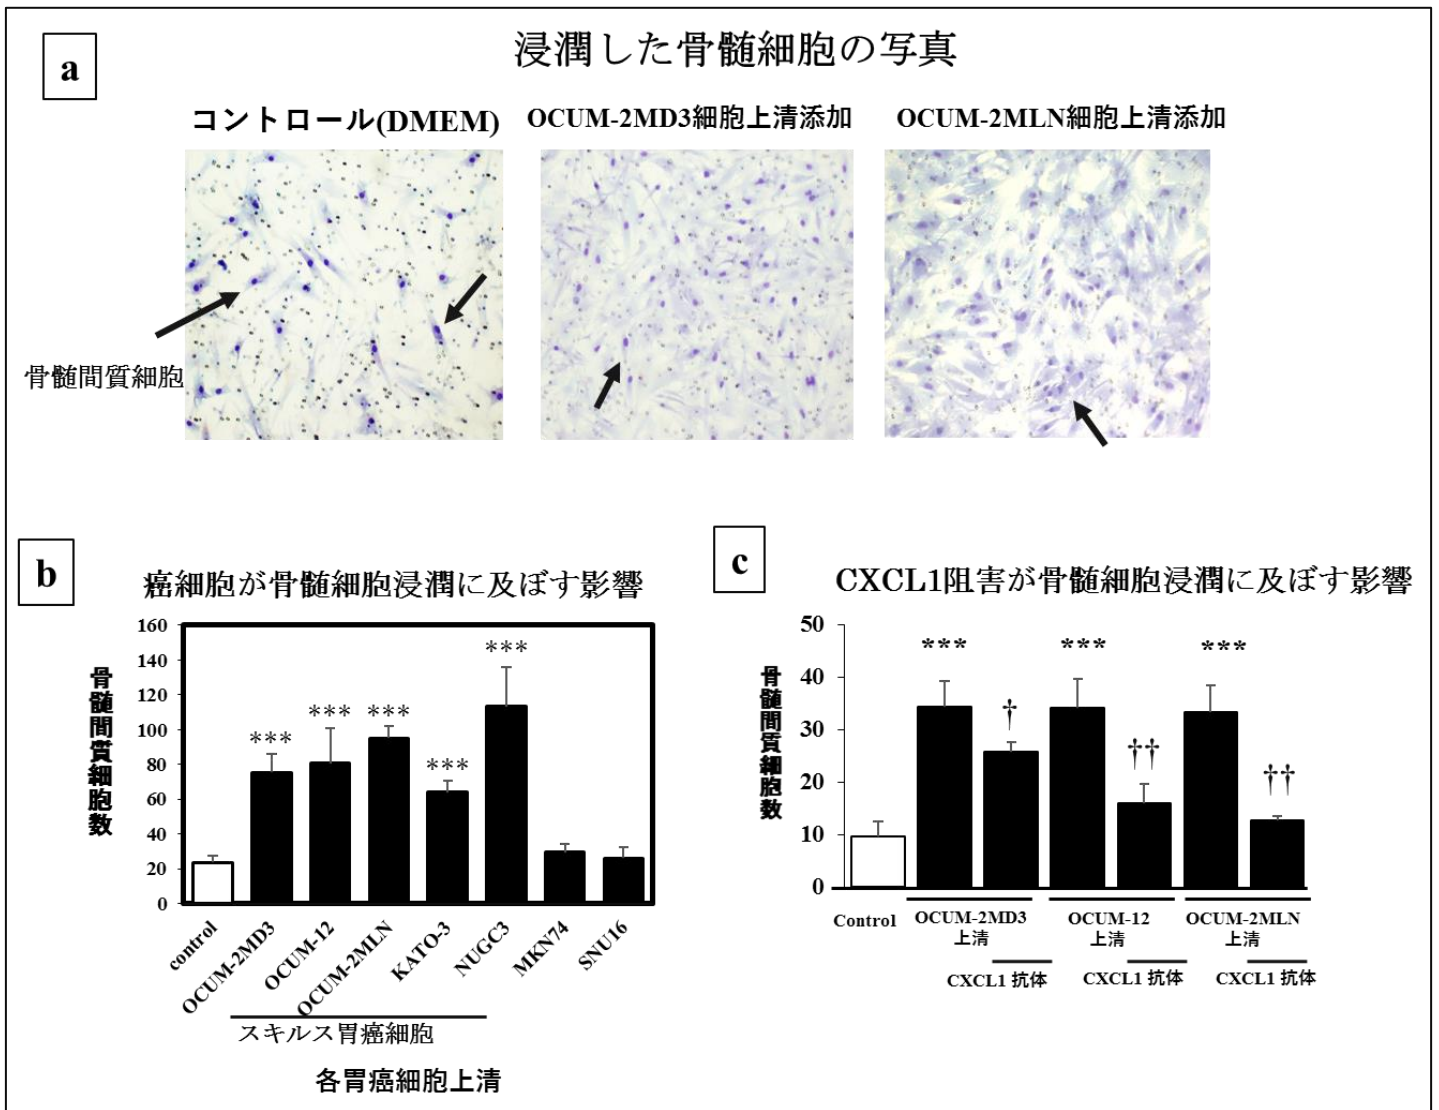 a
浸潤した骨髄細胞の写真
コントロール(DMEM)
OCUM-2MD3細胞上清添加
OCUM-2MLN細胞上清添加
骨髄間質細胞
b
癌細胞が骨髄細胞浸潤に及ぼす影響
骨髄間質細胞数
160
140
120
100
80
60
40
20
0
***
***
***
***
***
control
OCUM-2MD3
OCUM-12
OCUM-2MLN
KATO-3
NUGC3
MKN74
SNU16
スキルス胃癌細胞
各胃癌細胞上清
c
CXCL1阻害が骨髄細胞浸潤に及ぼす影響
骨髄間質細胞数
50
40
30
20
10
0
***
†
***
††
***
††
Control
OCUM-2MD3
上清
OCUM-12
上清
OCUM-2MLN
上清
CXCL1 抗体
CXCL1 抗体
CXCL1 抗体